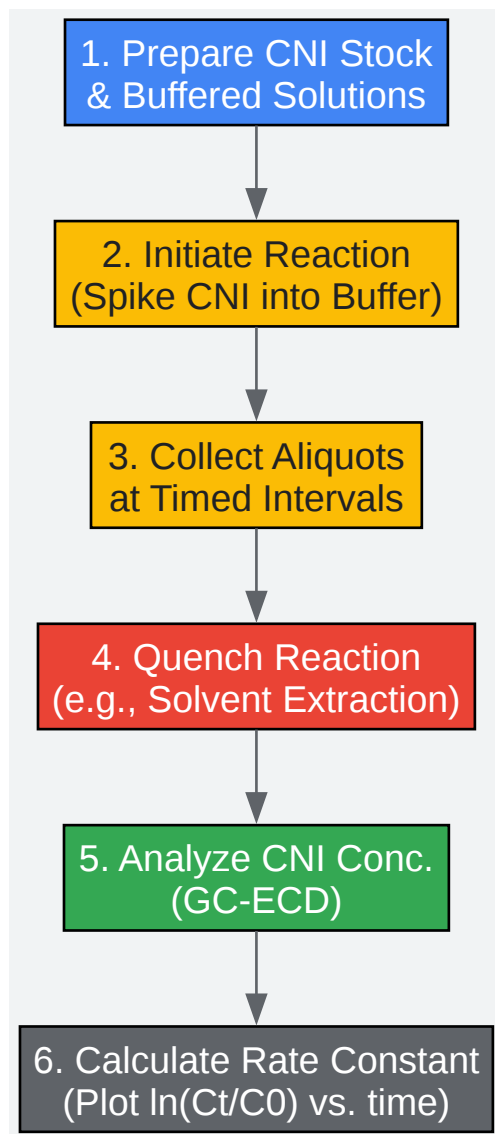 1. Prepare CNI Stock
& Buffered Solutions
2. Initiate Reaction
(Spike CNI into Buffer)
3. Collect Aliquots
at Timed Intervals
4. Quench Reaction
(e.g., Solvent Extraction)
5. Analyze CNI Conc.
(GC-ECD)
6. Calculate Rate Constant
(Plot ln(Ct/C0) vs. time)